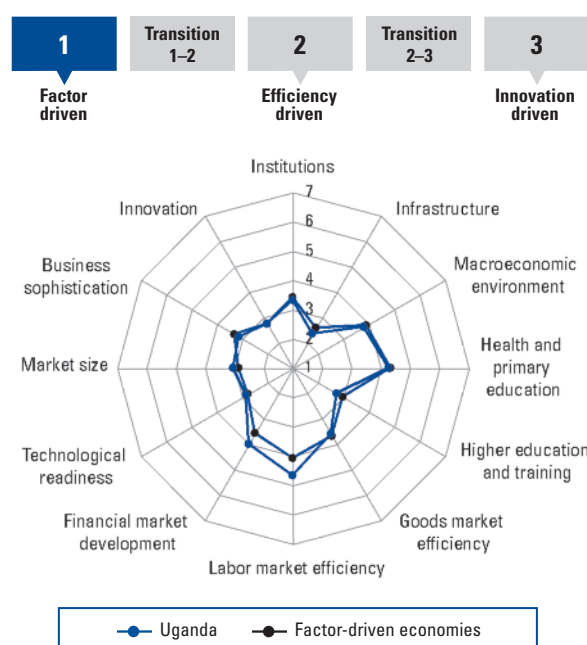 1
Transition
1–2
2
Transition
2–3
3
Factor
driven
Efficiency
driven
Innovation
driven
Institutions
7
Innovation
6
Infrastructure
5
Business
sophistication
4
Macroeconomic
environment
3
2
Market size
1
Health and
primary
education
Technological
readiness
Higher education
and training
Financial market
development
Goods market
efficiency
Labor market efficiency
Uganda
Factor-driven economies